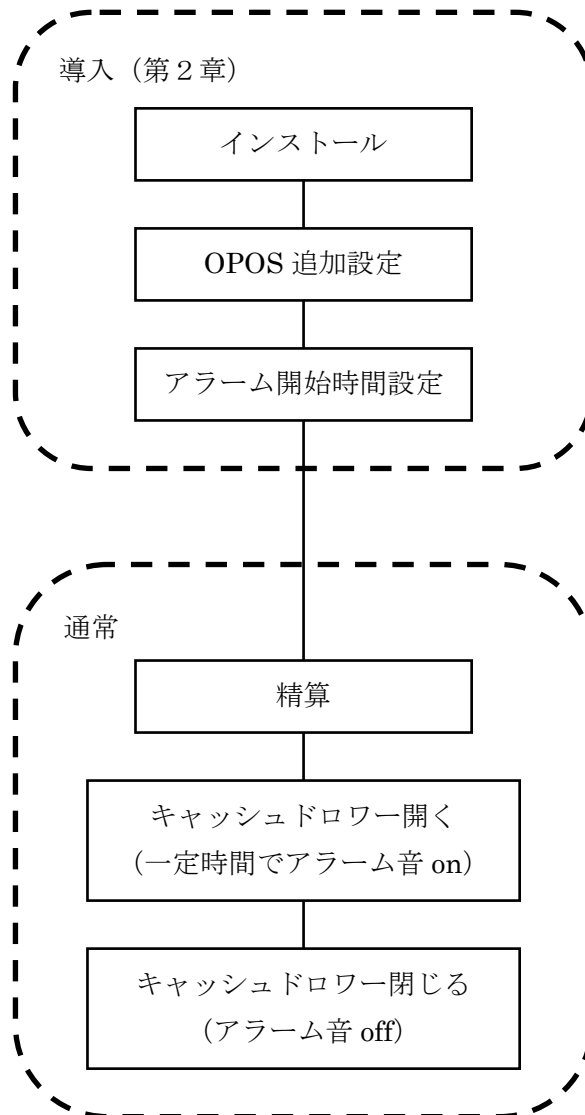 導入（第２章）
インストール
OPOS 追加設定
アラーム開始時間設定
通常
精算
キャッシュドロワー開く
（一定時間でアラーム音 on）
キャッシュドロワー閉じる
（アラーム音 off）